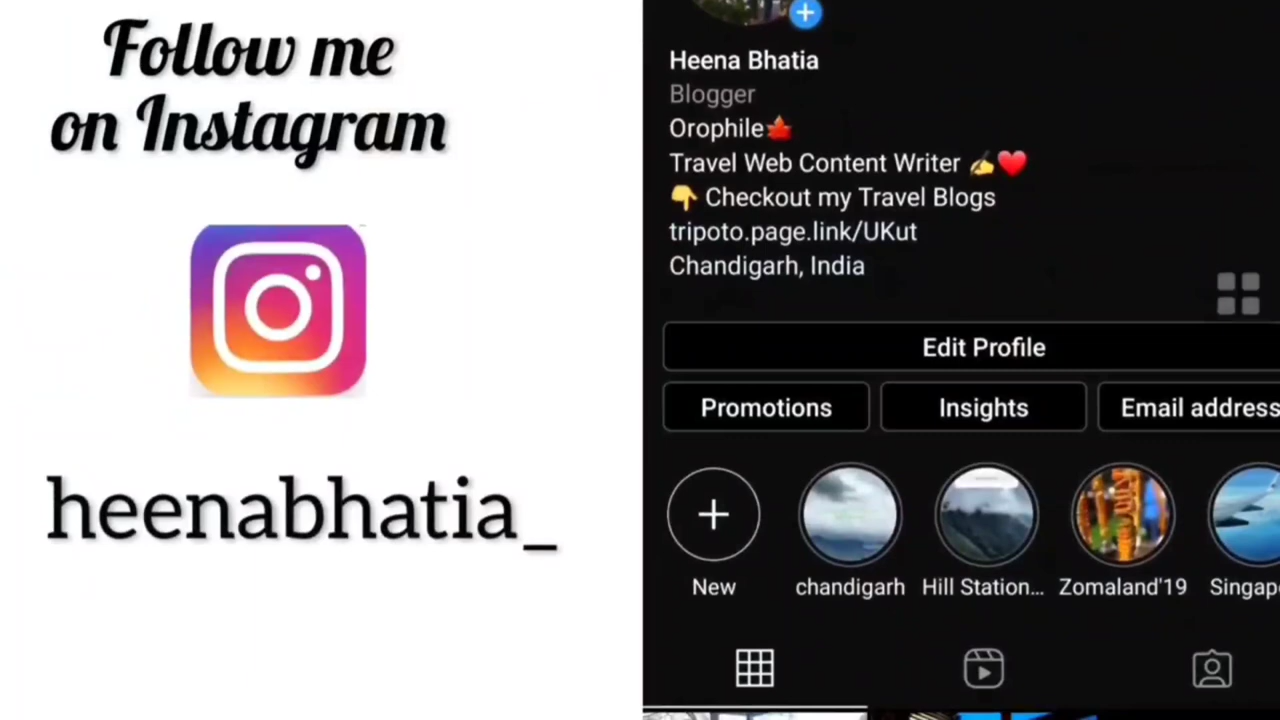 Follow me
on Instagram
heenabhatia_
Heena Bhatia
Blogger
Orophile🍁
Travel Web Content Writer ✍️❤️
👇 Checkout my Travel Blogs
tripoto.page.link/UKut
Chandigarh, India
Edit Profile
Promotions Insights Email address
New chandigarh Hill Station... Zomaland'19 Singap